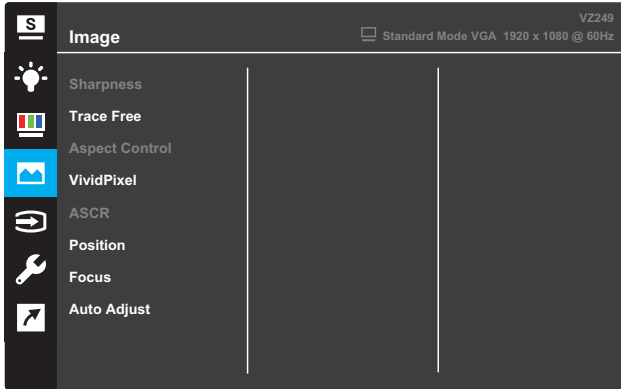 S
VZ249
Image
Standard Mode VGA 1920 x 1080 @ 60Hz
Sharpness
Trace Free
Aspect Control
VividPixel
ASCR
Position
Focus
Auto Adjust